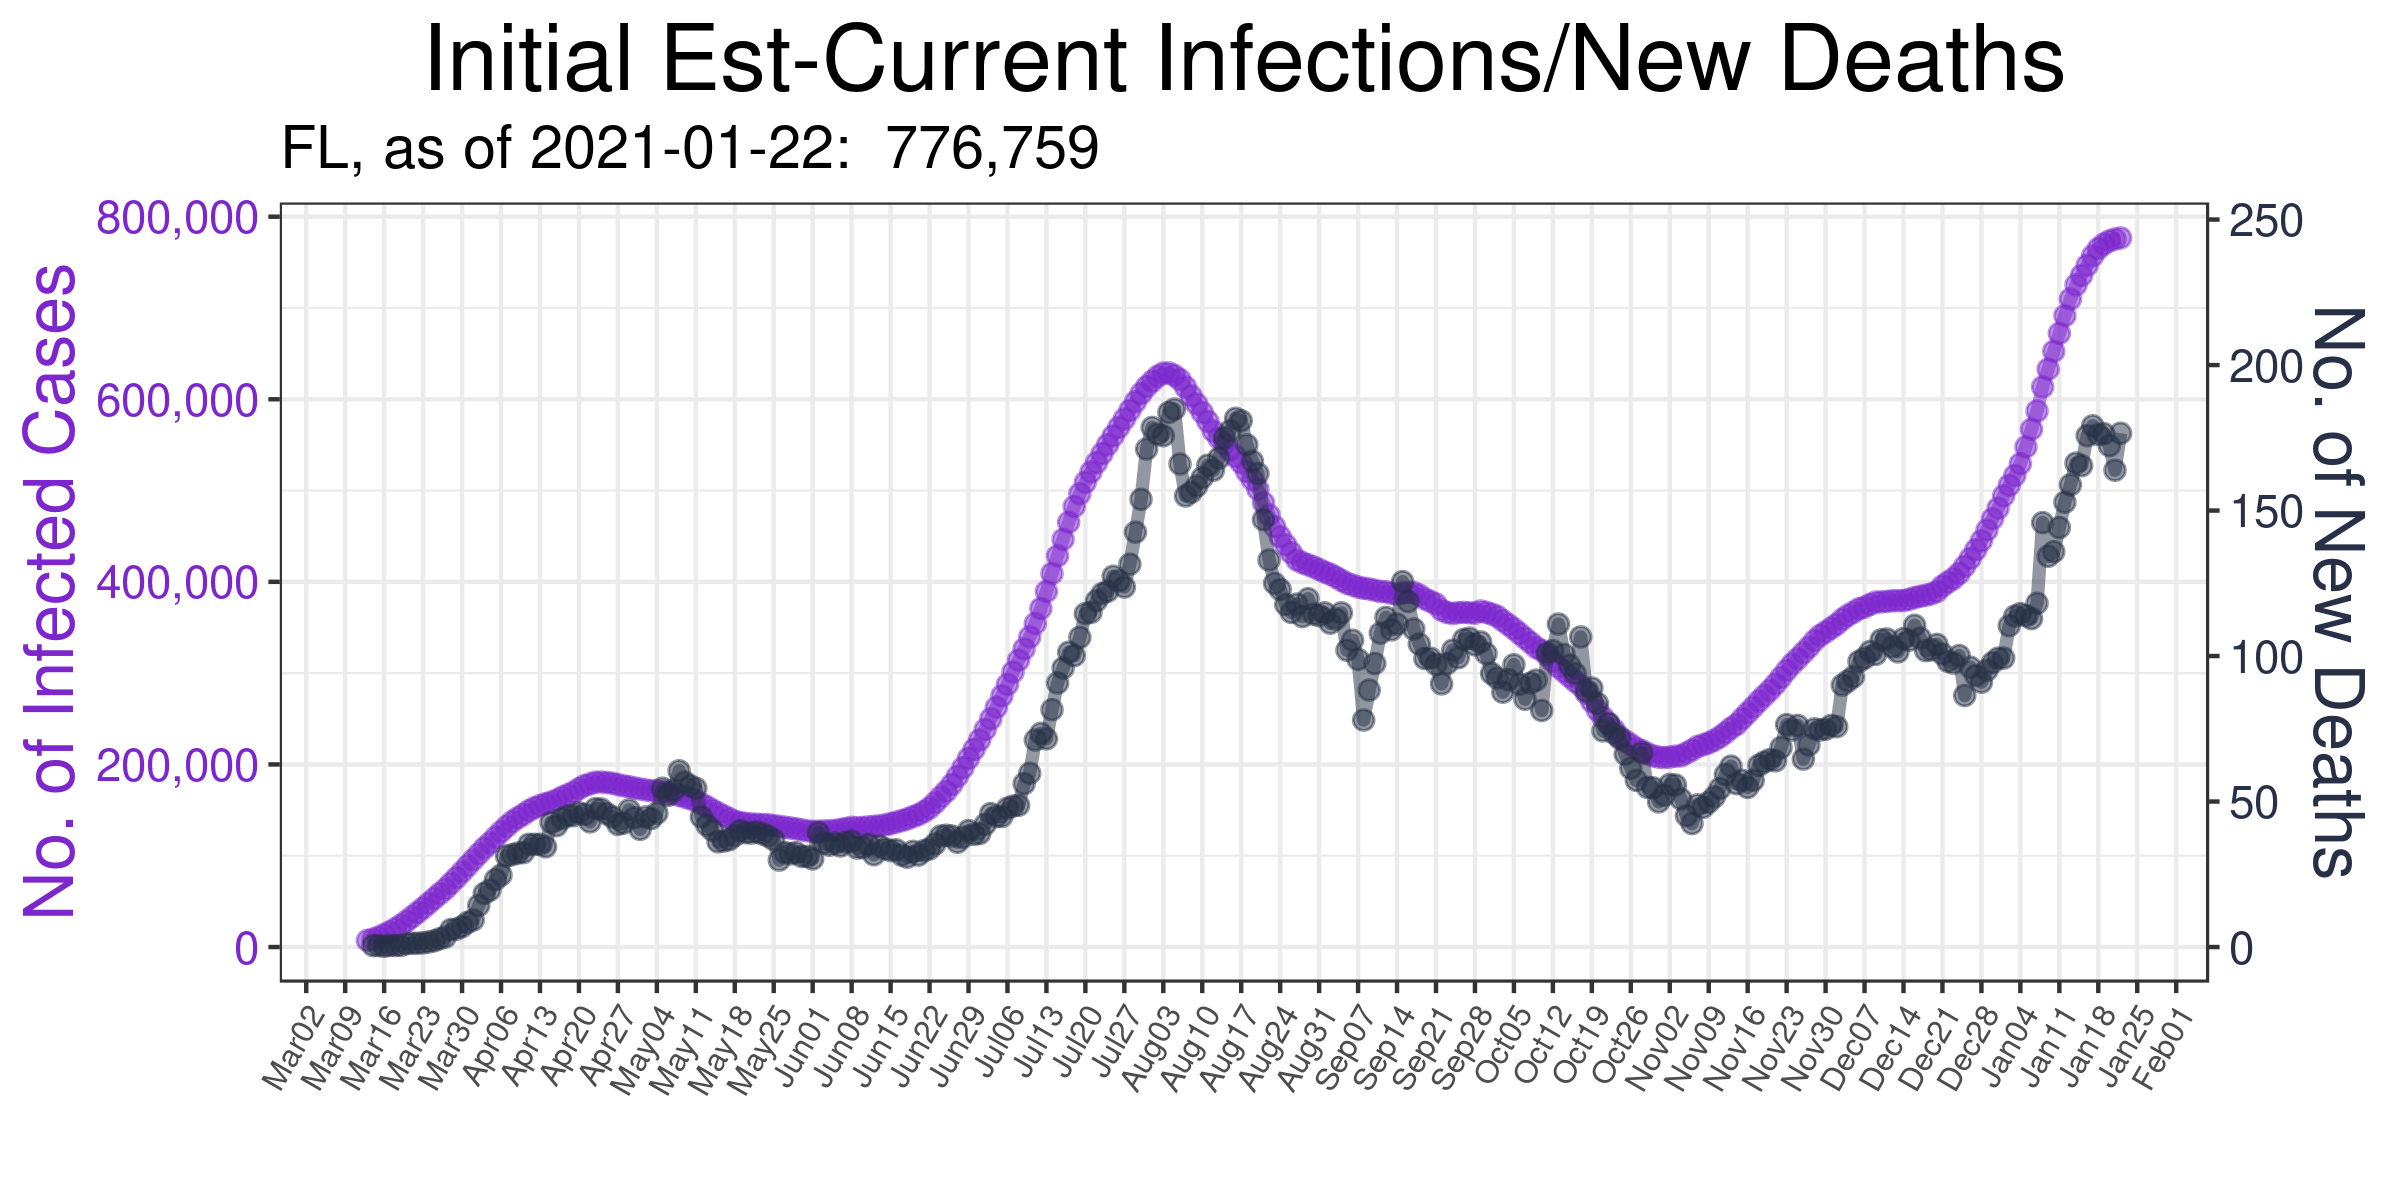 Initial Est-Current Infections/New Deaths
FL, as of 2021-01-22:  776,759
No. of Infected Cases
800,000
600,000
400,000
200,000
0
250
200
150
100
50
0
No. of New Deaths
Mar02
Mar09
Mar16
Mar23
Mar30
Apr06
Apr13
Apr20
Apr27
May04
May11
May18
May25
Jun01
Jun08
Jun15
Jun22
Jun29
Jul06
Jul13
Jul20
Jul27
Aug03
Aug10
Aug17
Aug24
Aug31
Sep07
Sep14
Sep21
Sep28
Oct05
Oct12
Oct19
Oct26
Nov02
Nov09
Nov16
Nov23
Nov30
Dec07
Dec14
Dec21
Dec28
Jan04
Jan11
Jan18
Jan25
Feb01